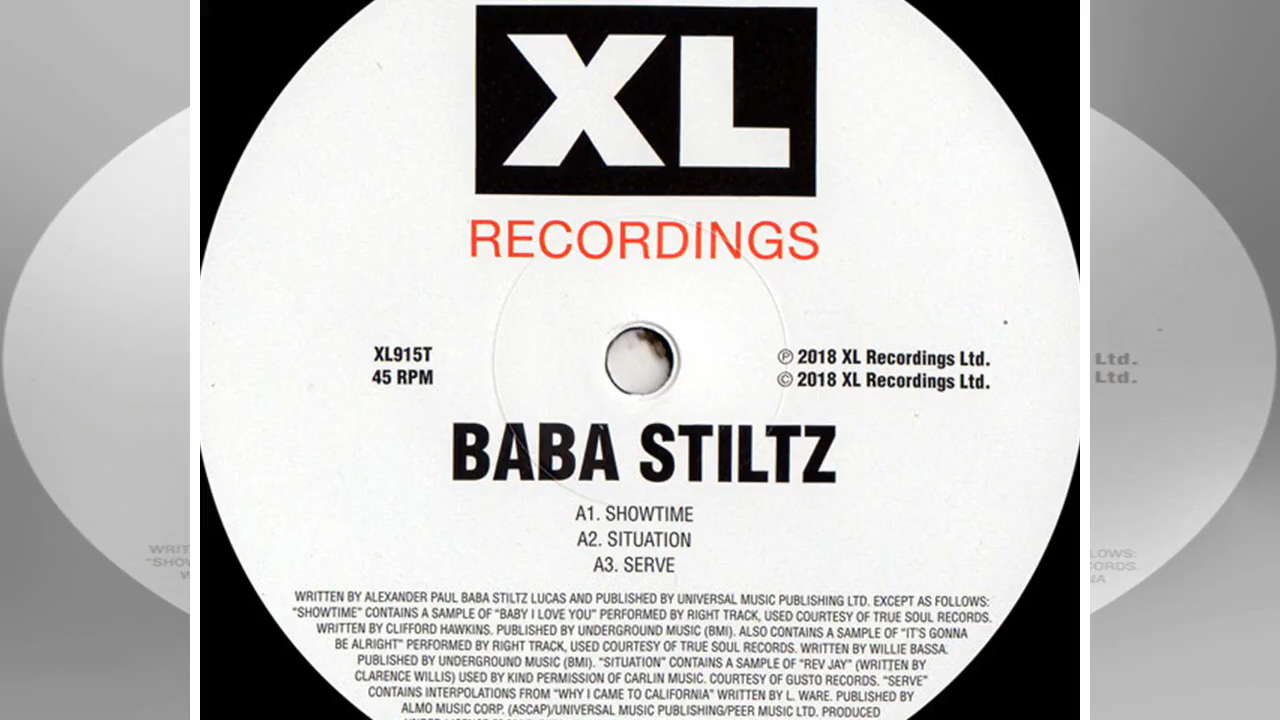 XL
RECORDINGS
XL915T
45 RPM
℗ 2018 XL Recordings Ltd.
© 2018 XL Recordings Ltd.
BABA STILTZ
A1. SHOWTIME
A2. SITUATION
A3. SERVE
WRITTEN BY ALEXANDER PAUL BABA STILTZ LUCAS AND PUBLISHED BY UNIVERSAL MUSIC PUBLISHING LTD. EXCEPT AS FOLLOWS:
"SHOWTIME" CONTAINS A SAMPLE OF "BABY I LOVE YOU" PERFORMED BY RIGHT TRACK, USED COURTESY OF TRUE SOUL RECORDS.
WRITTEN BY CLIFFORD HAWKINS. PUBLISHED BY UNDERGROUND MUSIC (BMI). ALSO CONTAINS A SAMPLE OF "IT'S GONNA
BE ALRIGHT" PERFORMED BY RIGHT TRACK, USED COURTESY OF TRUE SOUL RECORDS. WRITTEN BY WILLIE BASSA.
PUBLISHED BY UNDERGROUND MUSIC (BMI). "SITUATION" CONTAINS A SAMPLE OF "REV JAY" (WRITTEN BY
CLARENCE WILLIS) USED BY KIND PERMISSION OF CARLIN MUSIC. COURTESY OF GUSTO RECORDS. "SERVE"
CONTAINS INTERPOLATIONS FROM "WHY I CAME TO CALIFORNIA" WRITTEN BY L. WARE. PUBLISHED BY
ALMO MUSIC CORP. (ASCAP)/UNIVERSAL MUSIC PUBLISHING/PEER MUSIC LTD. PRODUCED
Ltd.
Ltd.